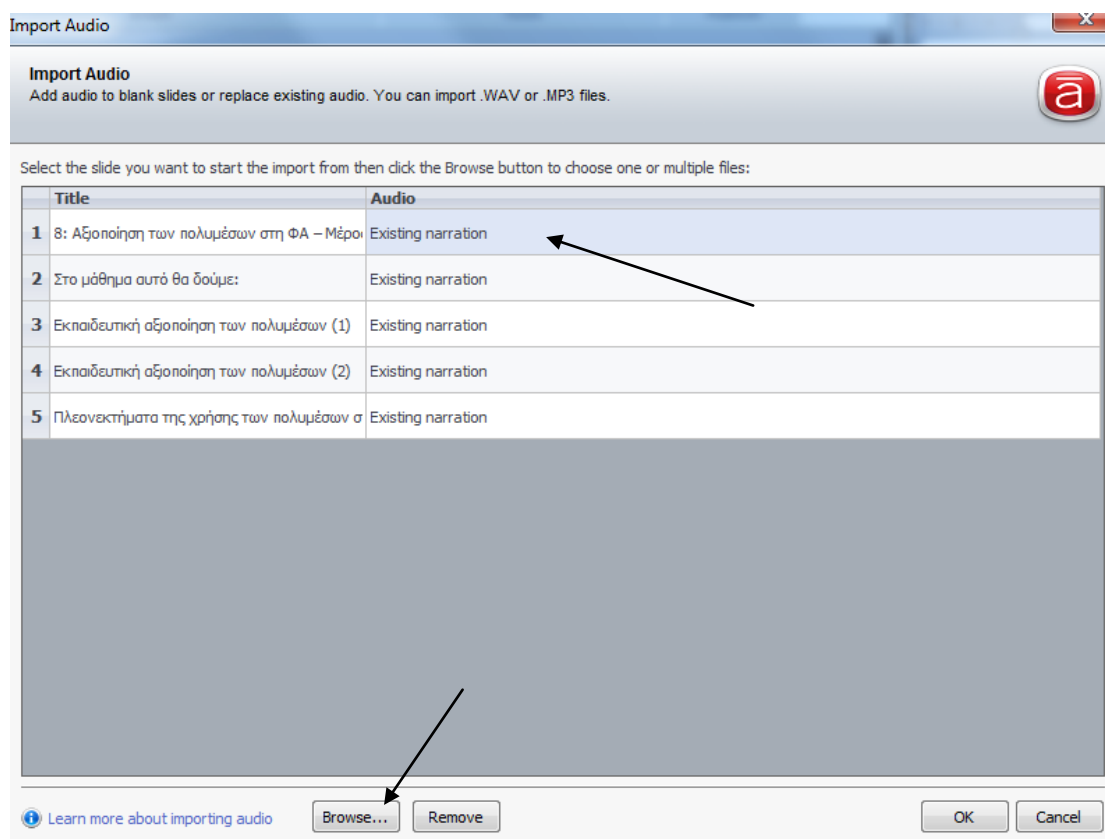 Import Audio
Import Audio
Add audio to blank slides or replace existing audio. You can import .WAV or .MP3 files.
Select the slide you want to start the import from then click the Browse button to choose one or multiple files:
Title Audio
1 8: Αξιοποίηση των πολυμέσων στη ΦΑ – Μέρο Existing narration
2 Στο μάθημα αυτό θα δούμε: Existing narration
3 Εκπαιδευτική αξιοποίηση των πολυμέσων (1) Existing narration
4 Εκπαιδευτική αξιοποίηση των πολυμέσων (2) Existing narration
5 Πλεονεκτήματα της χρήσης των πολυμέσων σ Existing narration
Learn more about importing audio Browse... Remove OK Cancel